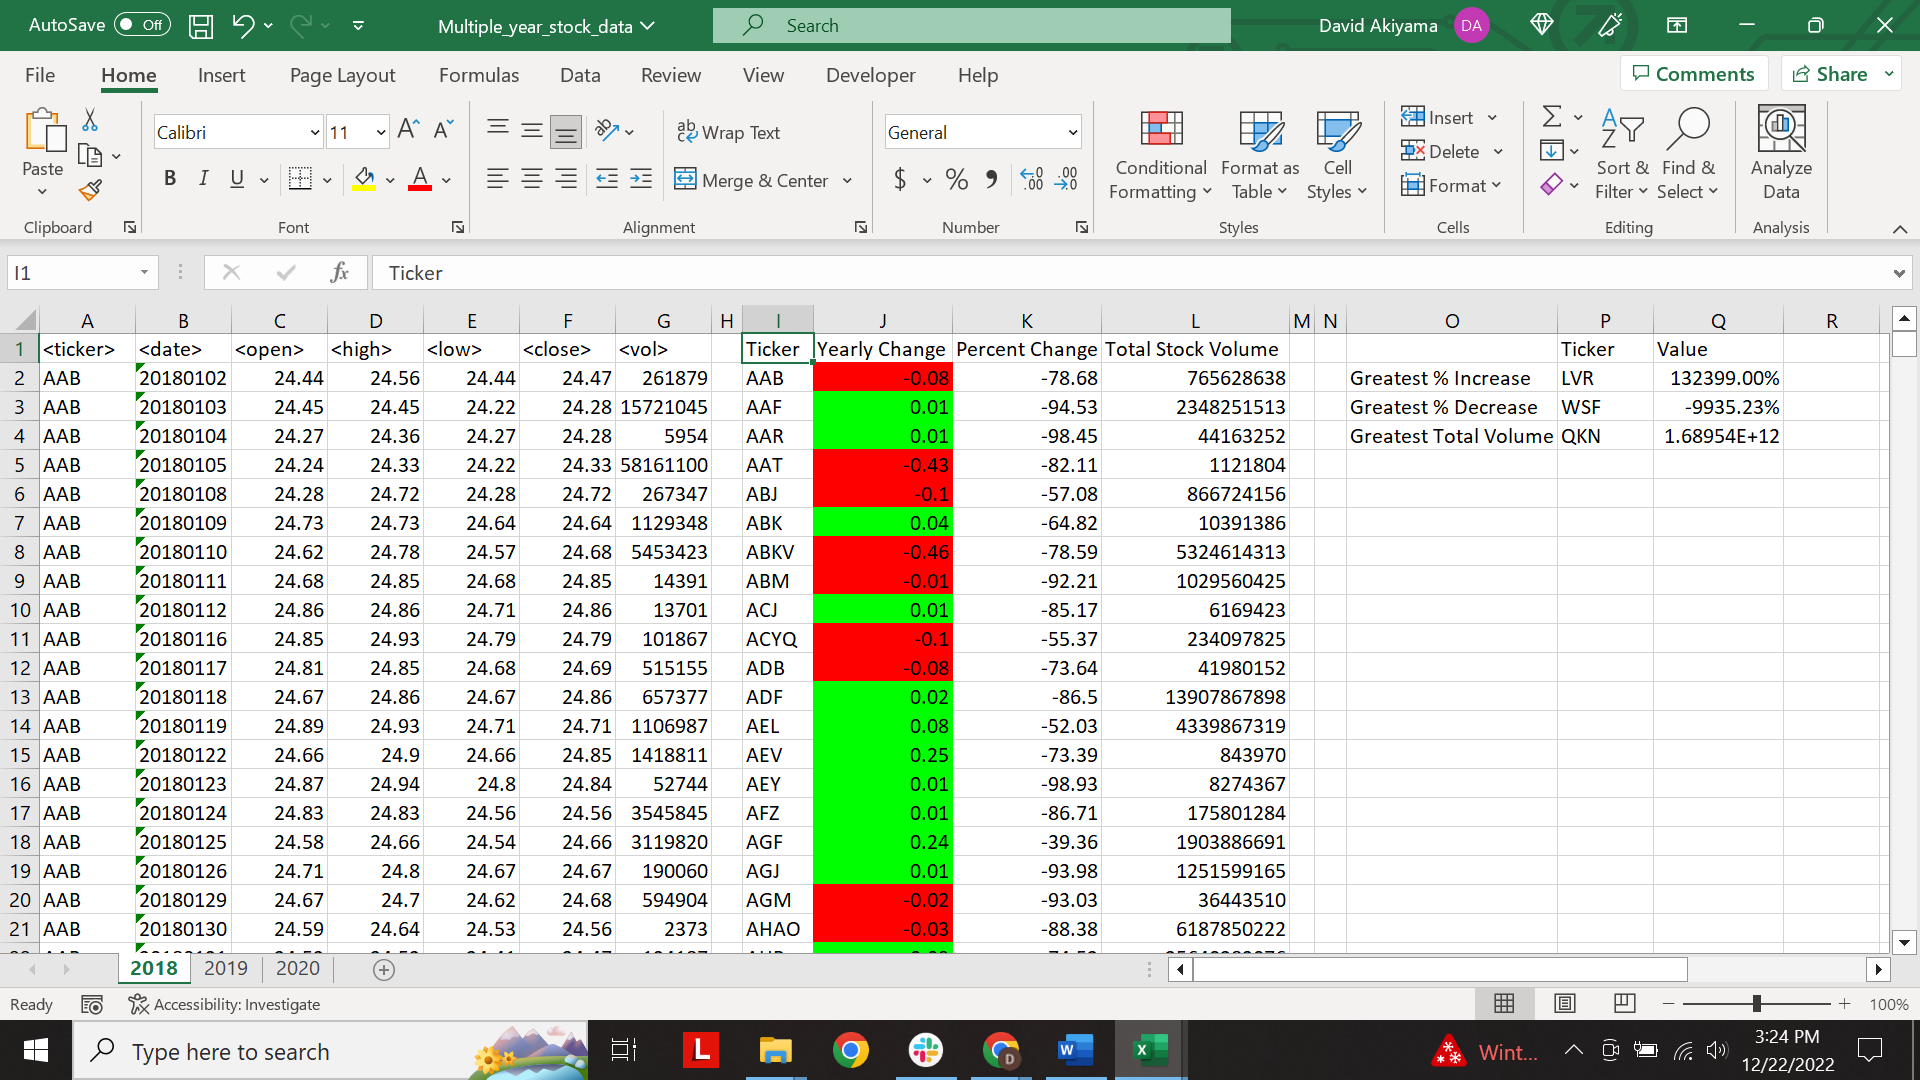 AutoSave Off Multiple_year_stock_data Search David Akiyama DA
File Home Insert Page Layout Formulas Data Review View Developer Help Comments Share
Calibri 11 Wrap Text General Insert
Paste Conditional Format as Cell Delete Sort & Find & Analyze
B I U Merge & Center $ % Formatting Table Styles Format Filter Select Data
Clipboard Font Alignment Number Styles Cells Editing Analysis
I1 fx Ticker
A B C D E F G H I J K L M N O P Q R
1 <ticker> <date> <open> <high> <low> <close> <vol> Ticker Yearly Change Percent Change Total Stock Volume Ticker Value
2 AAB 20180102 24.44 24.56 24.44 24.47 261879 AAB -0.08 -78.68 765628638 Greatest % Increase LVR 132399.00%
3 AAB 20180103 24.45 24.45 24.22 24.28 15721045 AAF 0.01 -94.53 2348251513 Greatest % Decrease WSF -9935.23%
4 AAB 20180104 24.27 24.36 24.27 24.28 5954 AAR 0.01 -98.45 44163252 Greatest Total Volume QKN 1.68954E+12
5 AAB 20180105 24.24 24.33 24.22 24.33 58161100 AAT -0.43 -82.11 1121804
6 AAB 20180108 24.28 24.72 24.28 24.72 267347 ABJ -0.1 -57.08 866724156
7 AAB 20180109 24.73 24.73 24.64 24.64 1129348 ABK 0.04 -64.82 10391386
8 AAB 20180110 24.62 24.78 24.57 24.68 5453423 ABKV -0.46 -78.59 5324614313
9 AAB 20180111 24.68 24.85 24.68 24.85 14391 ABM -0.01 -92.21 1029560425
10 AAB 20180112 24.86 24.86 24.71 24.86 13701 ACJ 0.01 -85.17 6169423
11 AAB 20180116 24.85 24.93 24.79 24.79 101867 ACYQ -0.1 -55.37 234097825
12 AAB 20180117 24.81 24.85 24.68 24.69 515155 ADB -0.08 -73.64 41980152
13 AAB 20180118 24.67 24.86 24.67 24.86 657377 ADF 0.02 -86.5 13907867898
14 AAB 20180119 24.89 24.93 24.71 24.71 1106987 AEL 0.08 -52.03 4339867319
15 AAB 20180122 24.66 24.9 24.66 24.85 1418811 AEV 0.25 -73.39 843970
16 AAB 20180123 24.87 24.94 24.8 24.84 52744 AEY 0.01 -98.93 8274367
17 AAB 20180124 24.83 24.83 24.56 24.56 3545845 AFZ 0.01 -86.71 175801284
18 AAB 20180125 24.58 24.66 24.54 24.66 3119820 AGF 0.24 -39.36 1903886691
19 AAB 20180126 24.71 24.8 24.67 24.67 190060 AGJ 0.01 -93.98 1251599165
20 AAB 20180129 24.67 24.7 24.62 24.68 594904 AGM -0.02 -93.03 36443510
21 AAB 20180130 24.59 24.64 24.53 24.56 2373 AHAO -0.03 -88.38 6187850222
2018 2019 2020
Ready Accessibility: Investigate 100%
Type here to search L W X Wint... 3:24 PM
12/22/2022